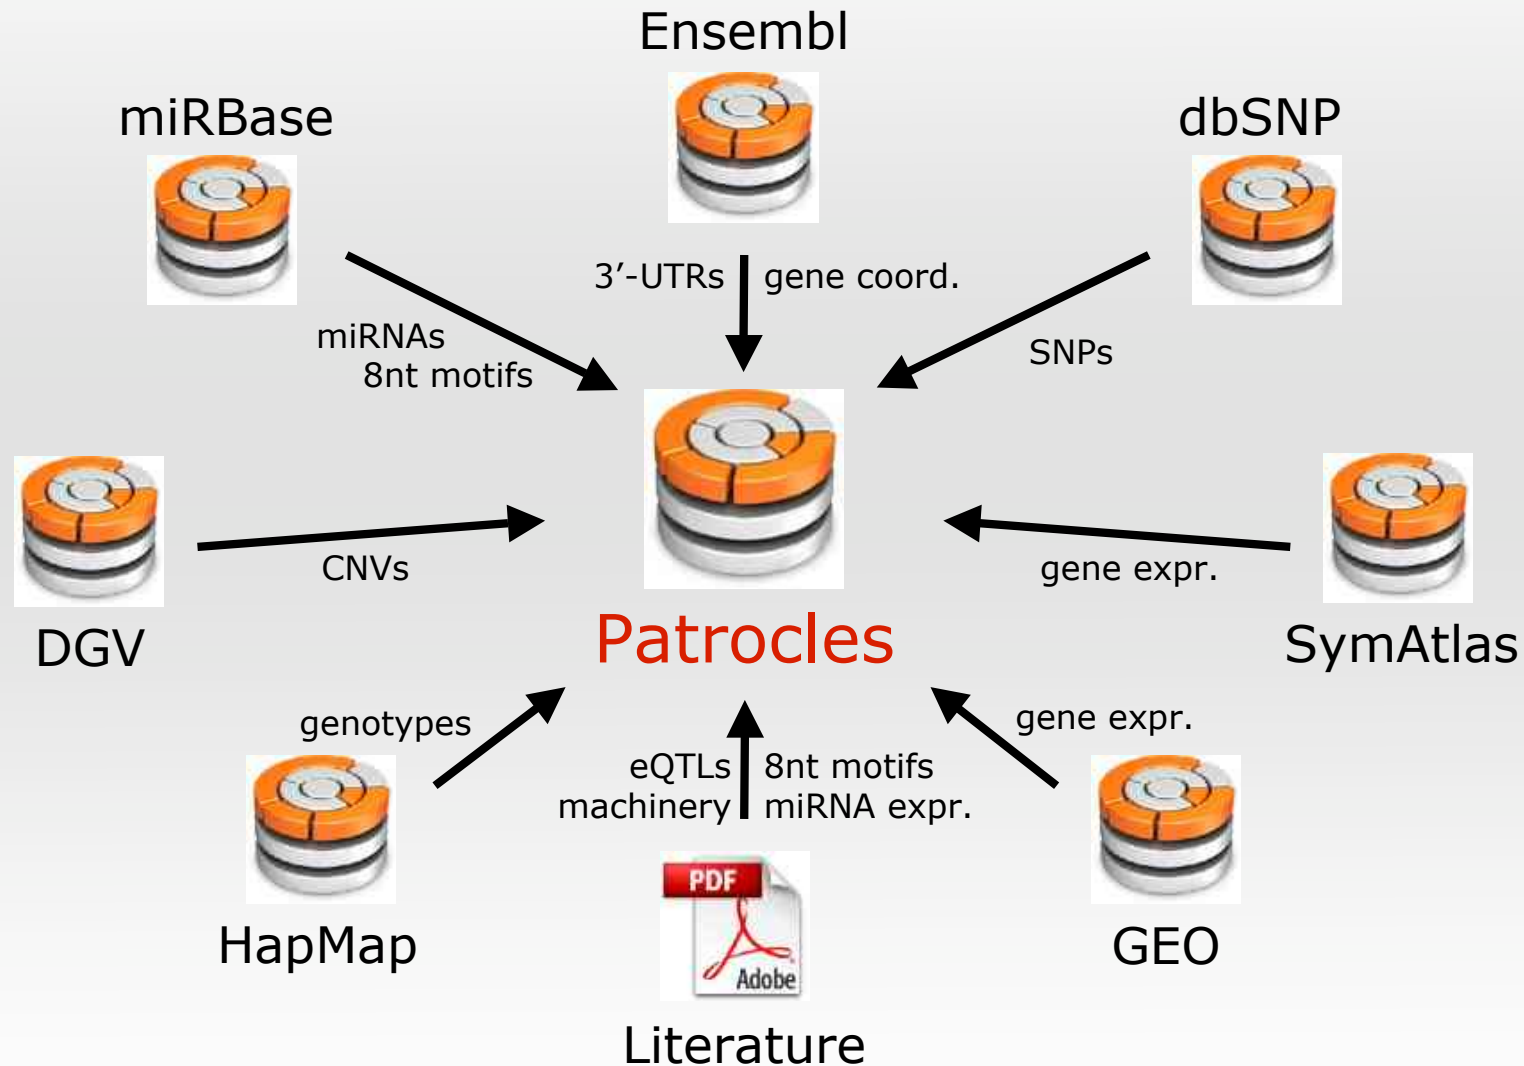 Ensembl
miRBase
dbSNP
3’-UTRs gene coord.
miRNAs
8nt motifs
SNPs
CNVs
gene expr.
DGV
Patrocles
SymAtlas
genotypes
gene expr.
eQTLs 8nt motifs
machinery miRNA expr.
HapMap
PDF
Adobe
GEO
Literature